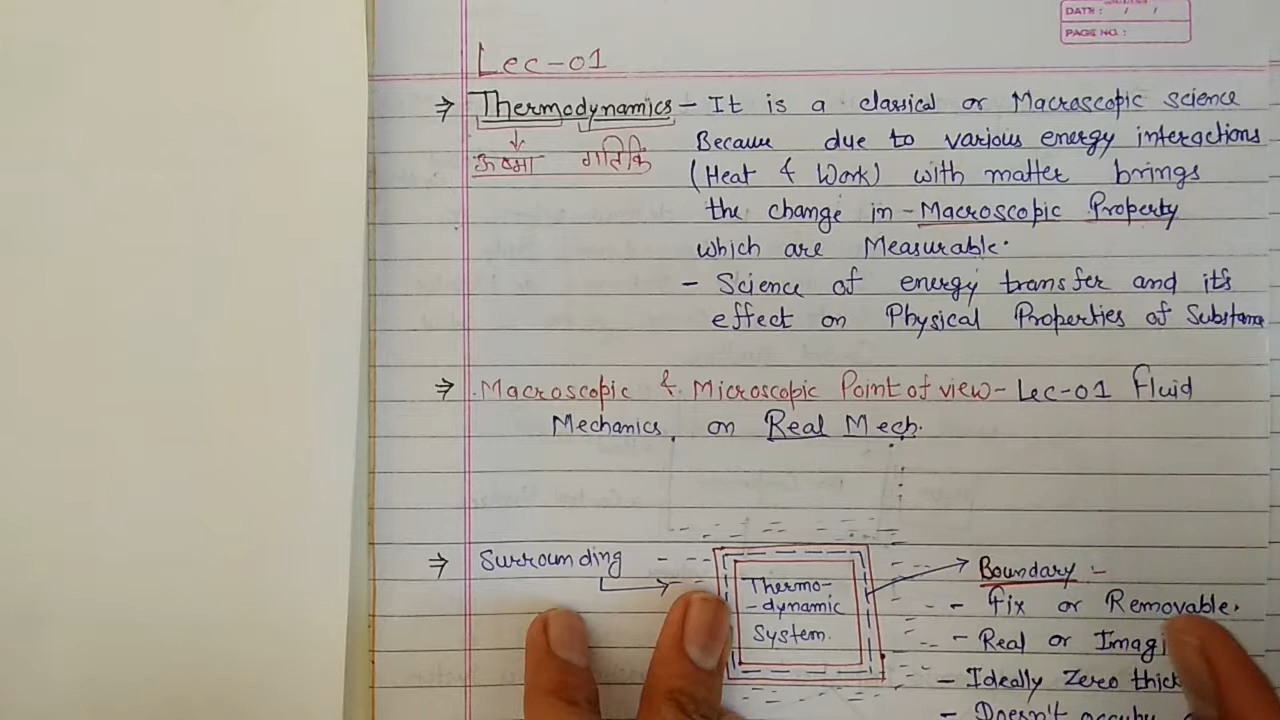 DATE : / /
PAGE NO. :
Lec-01
⇒ Thermodynamics - It is a classical or Macroscopic science
ऊष्मा गतिकि
Because due to various energy interactions
(Heat & Work) with matter brings
the change in - Macroscopic Property
which are Measurable.
- Science of energy transfer and it's
effect on Physical Properties of Substance
⇒ Macroscopic & Microscopic Point of view - Lec-01 Fluid
Mechanics, on Real Mech.
⇒ Surrounding
Thermo-
-dynamic
System.
Boundary :-
- Fix or Removable.
- Real or Imagi
- Ideally Zero thick
- Doesn't occupy